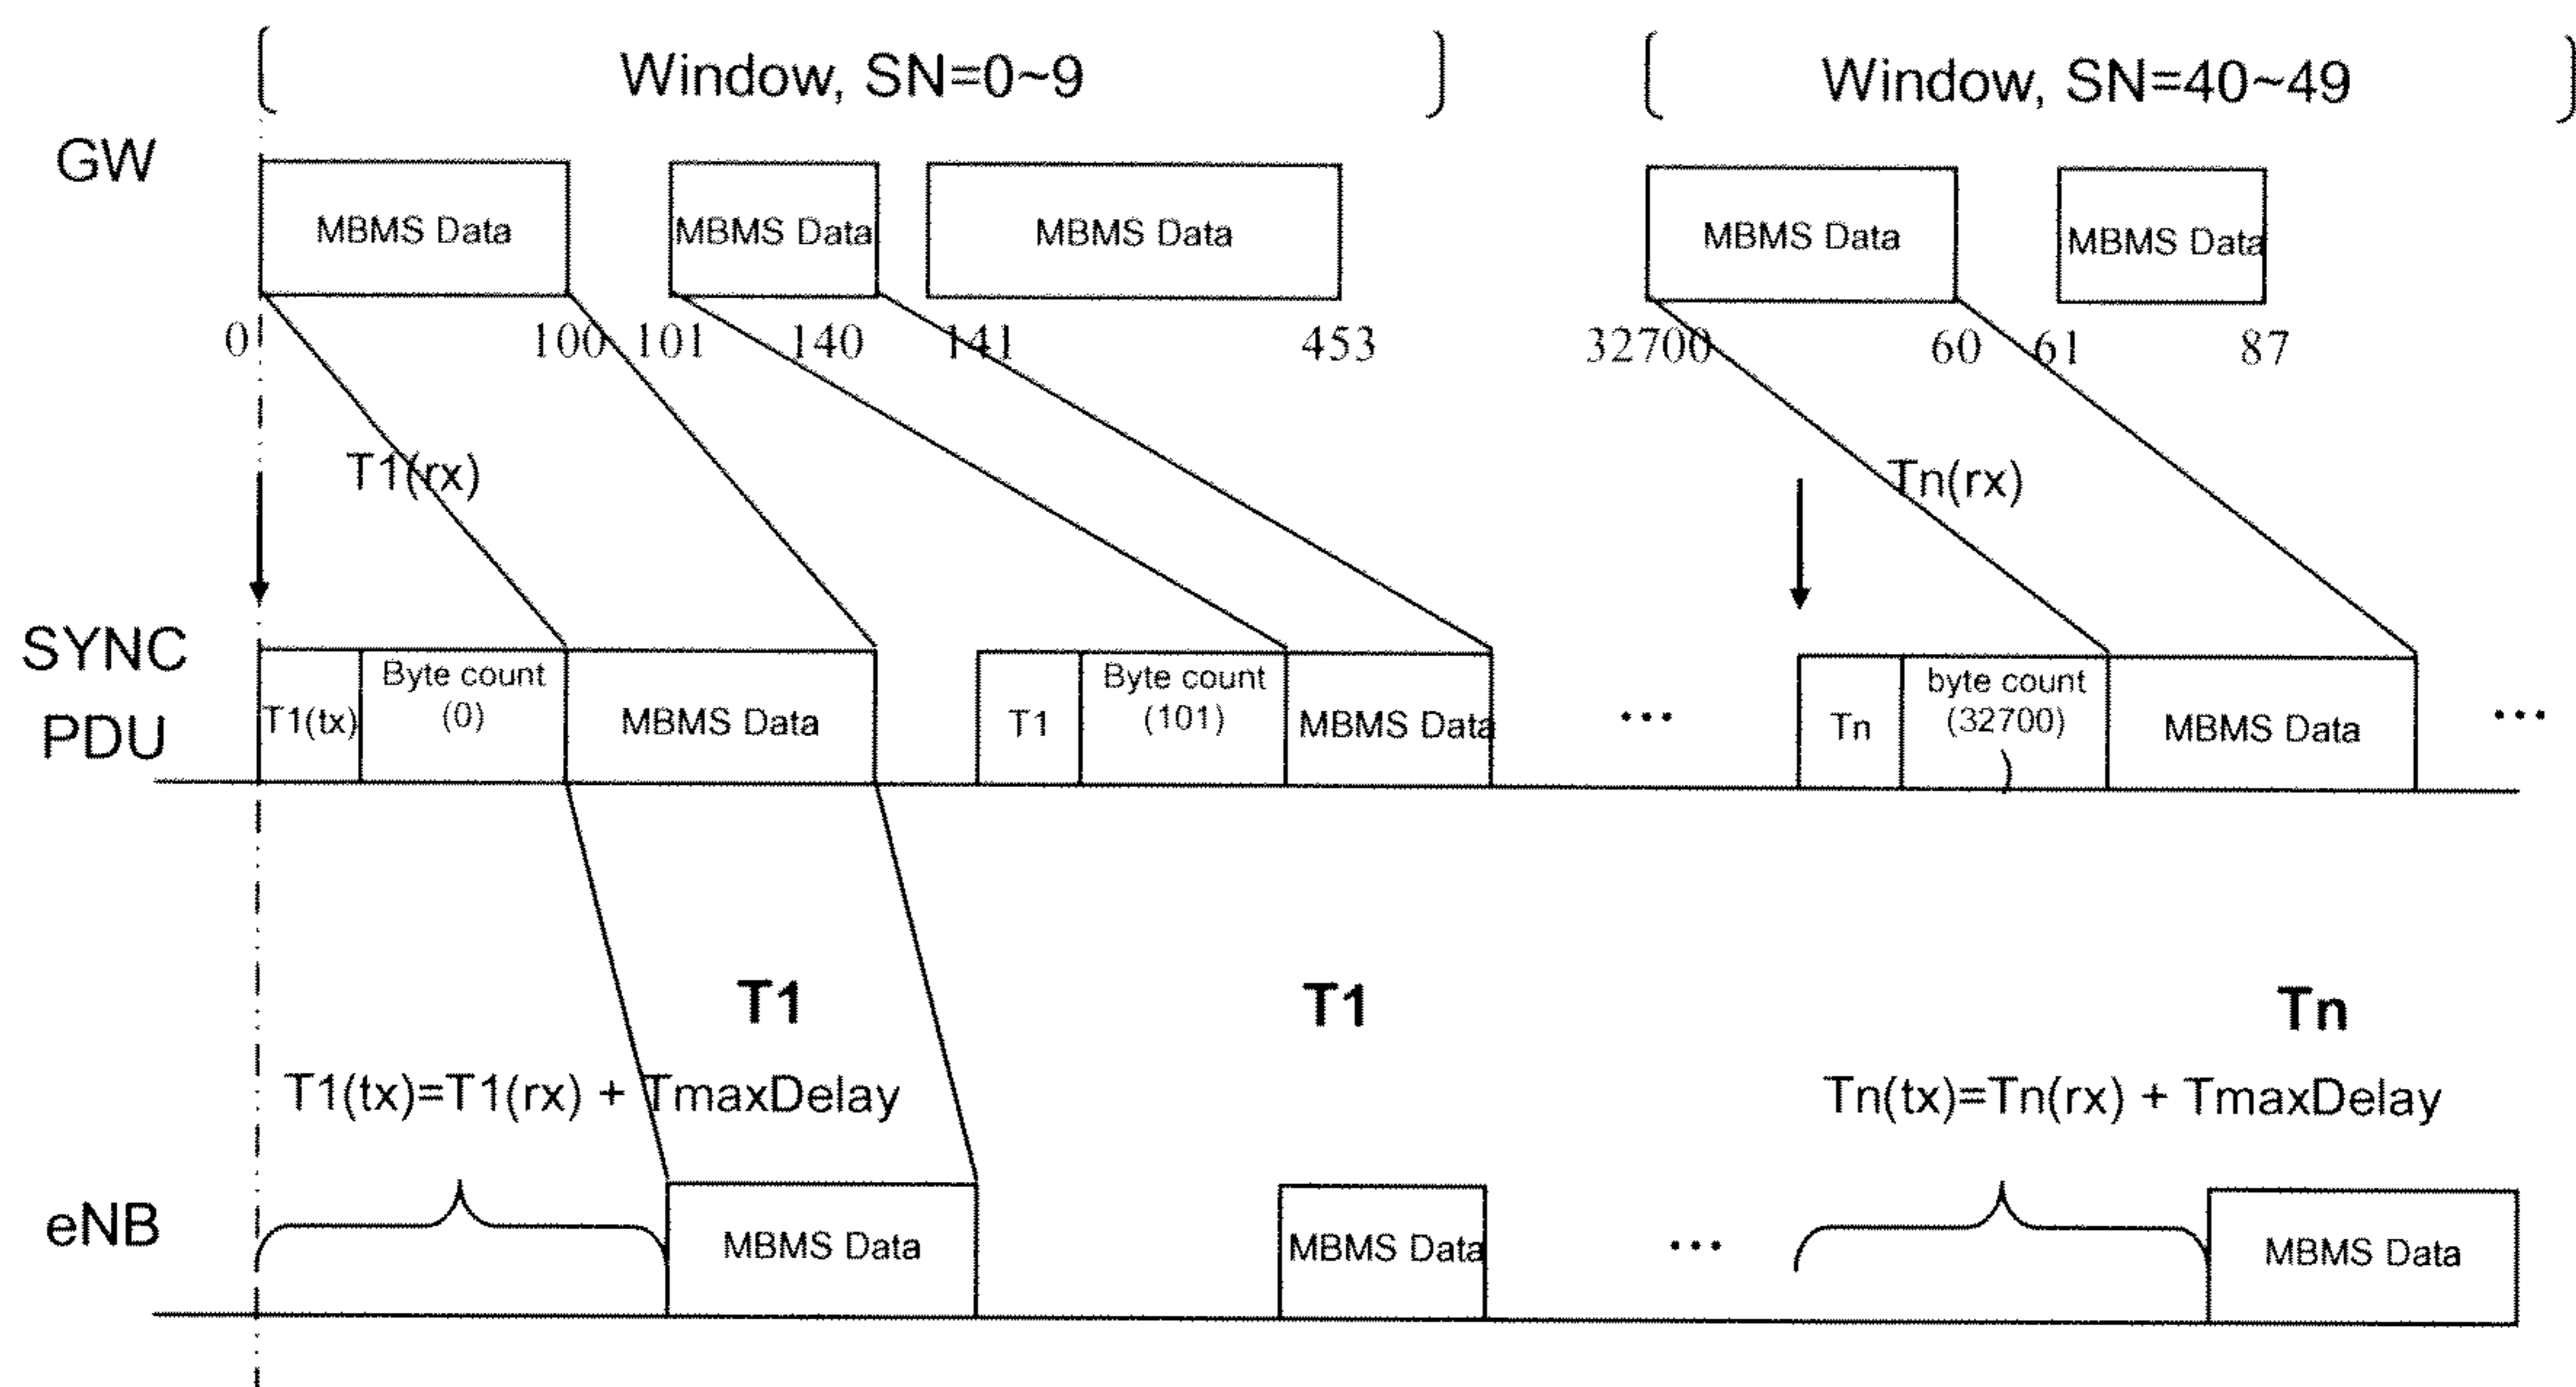 Window, SN=0~9
Window, SN=40~49
GW
MBMS Data
MBMS Data
MBMS Data
MBMS Data
MBMS Data
0
100
101
140
141
453
32700
60
61
87
T1(rx)
Tn(rx)
SYNC
PDU
T1(tx)
Byte count
(0)
MBMS Data
T1
Byte count
(101)
MBMS Data
...
Tn
byte count
(32700)
)
MBMS Data
...
T1
T1
Tn
T1(tx)=T1(rx) + TmaxDelay
Tn(tx)=Tn(rx) + TmaxDelay
eNB
MBMS Data
MBMS Data
...
MBMS Data